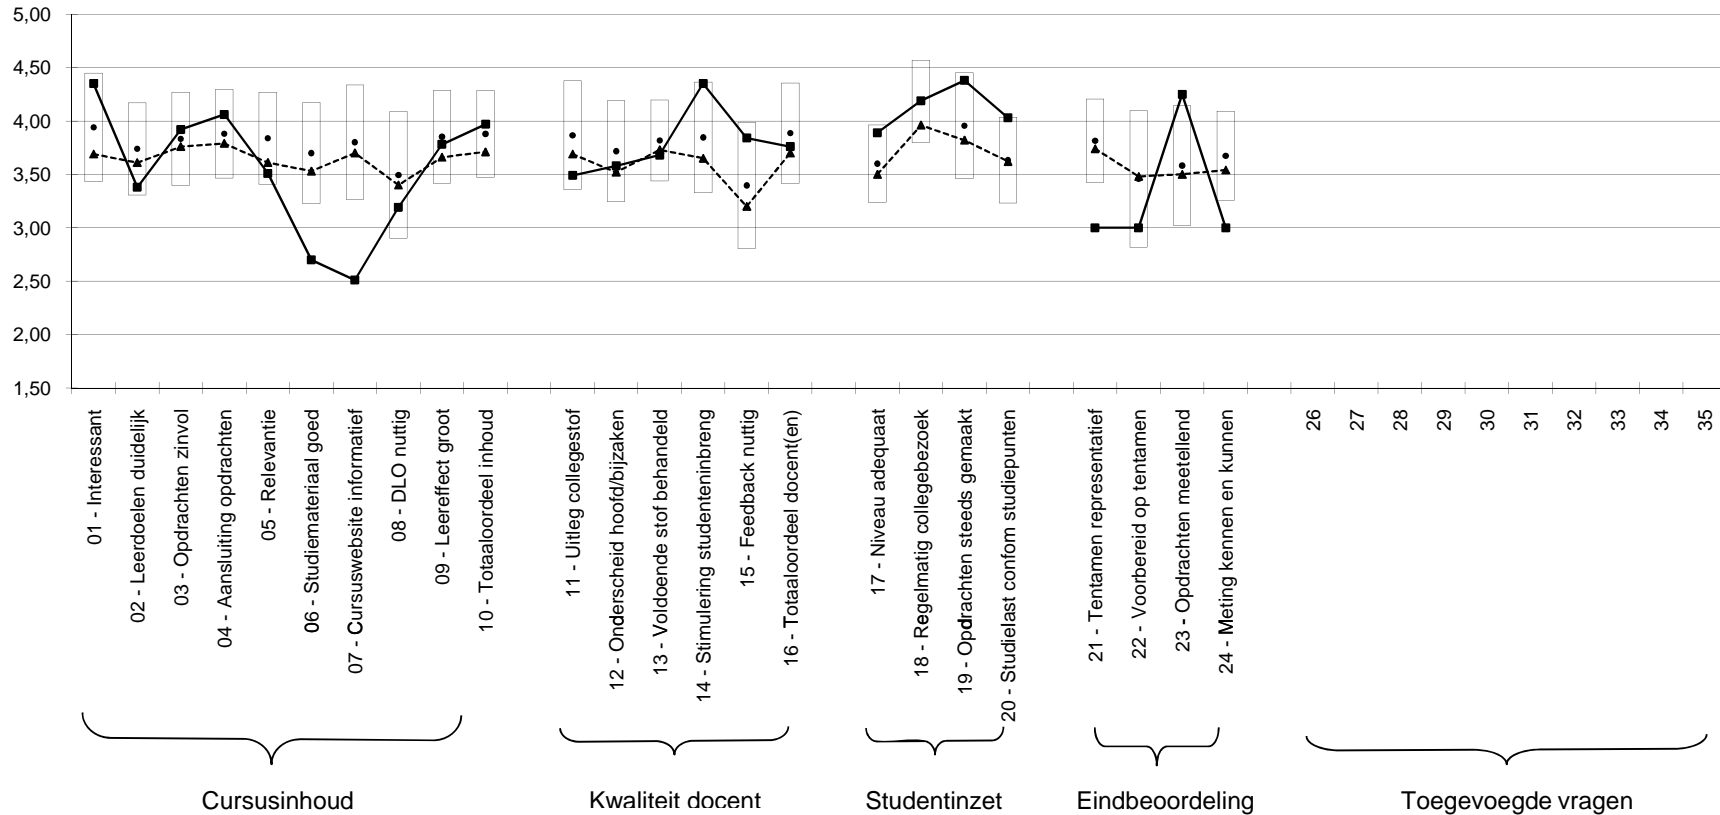 5,00
4,50
4,00
3,50
3,00
2,50
2,00
1,50
01 - Interessant
02 - Leerdoelen duidelijk
03 - Opdrachten zinvol
04 - Aansluiting opdrachten
05 - Relevantie
06 - Studiemateriaal goed
07 - Cursuswebsite informatief
08 - DLO nuttig
09 - Leereffect groot
10 - Totaaloordeel inhoud
11 - Uitleg collegestof
12 - Onderscheid hoofd/bijzaken
13 - Voldoende stof behandeld
14 - Stimulering studenteninbreng
15 - Feedback nuttig
16 - Totaaloordeel docent(en)
17 - Niveau adequaat
18 - Regelmatig collegebezoek
19 - Opdrachten steeds gemaakt
20 - Studielast confom studiepunten
21 - Tentamen representatief
22 - Voorbereid op tentamen
23 - Opdrachten meetellend
24 - Meting kennen en kunnen
26
27
28
29
30
31
32
33
34
35
Cursusinhoud
Kwaliteit docent
Studentinzet
Eindbeoordeling
Toegevoegde vragen